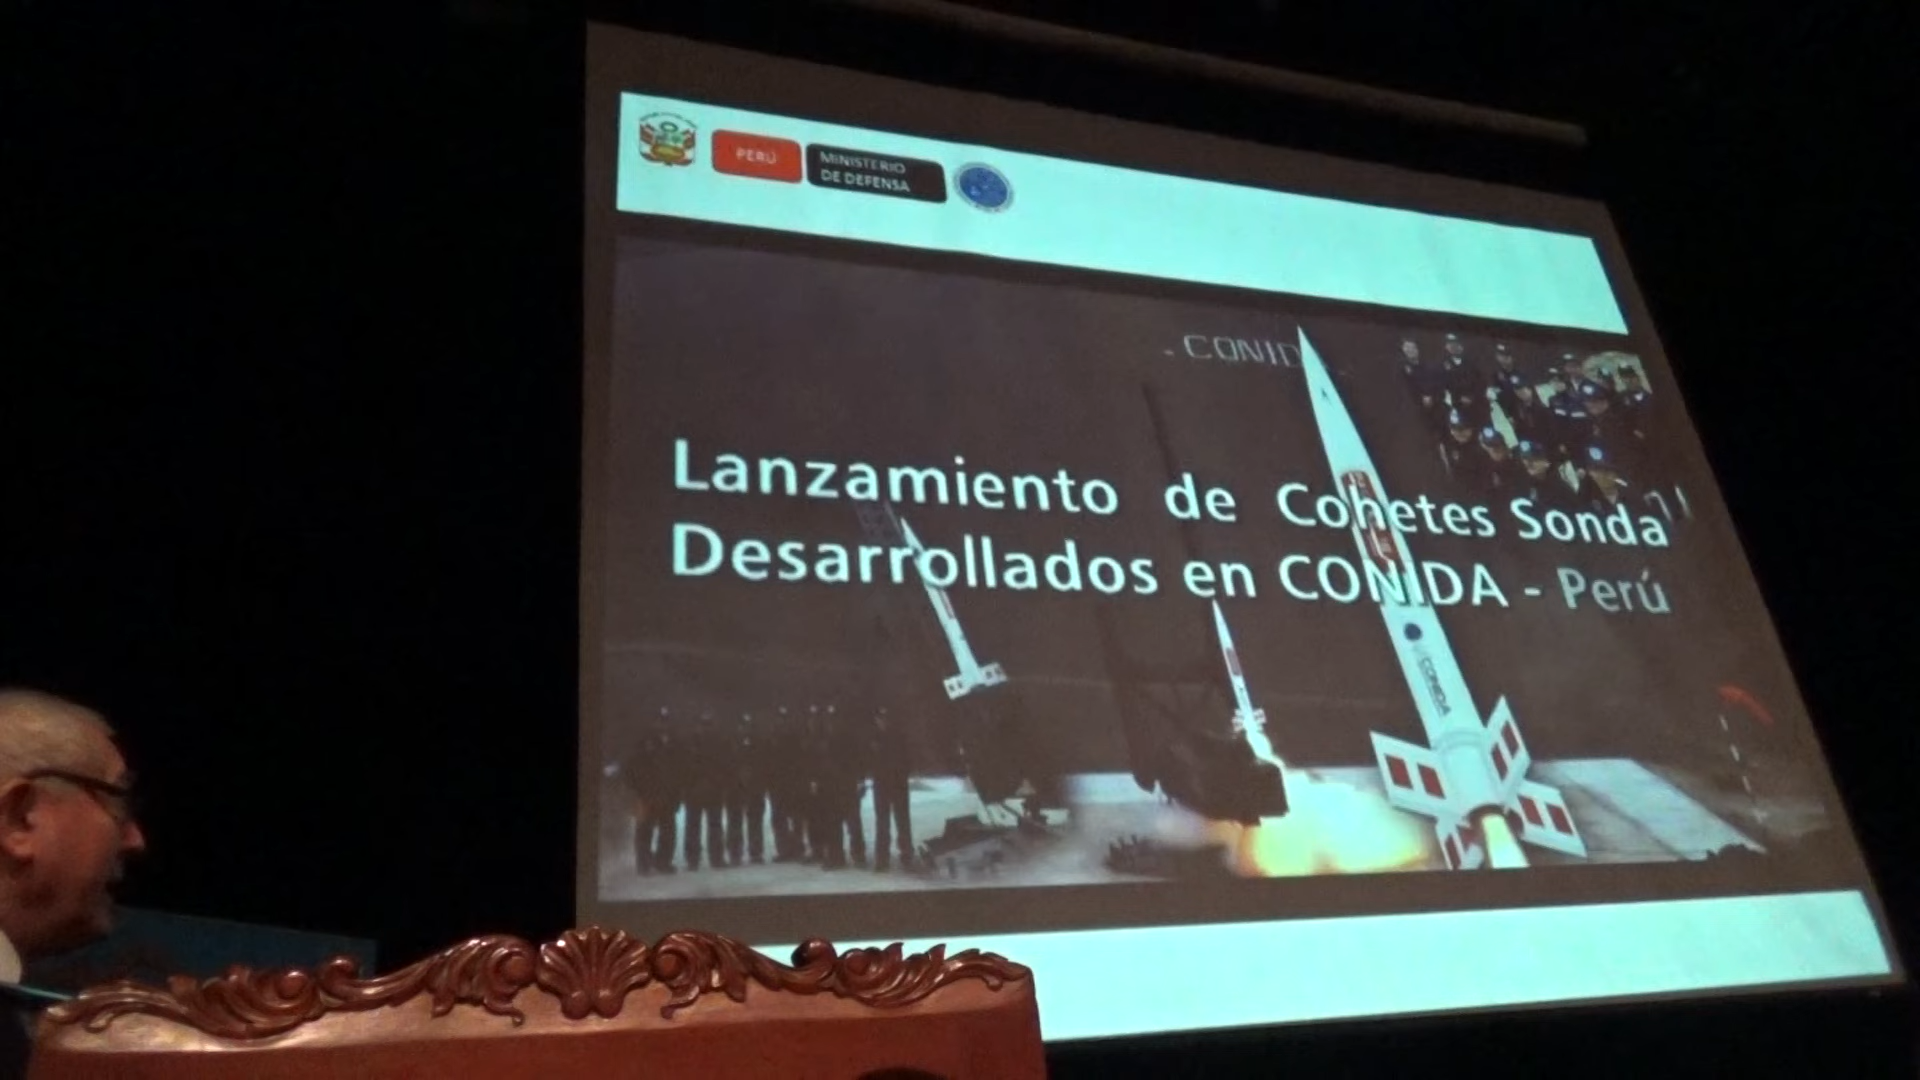 PERÚ
MINISTERIO
DE DEFENSA
Lanzamiento de Cohetes Sonda
Desarrollados en CONIDA - Perú
CONIDA